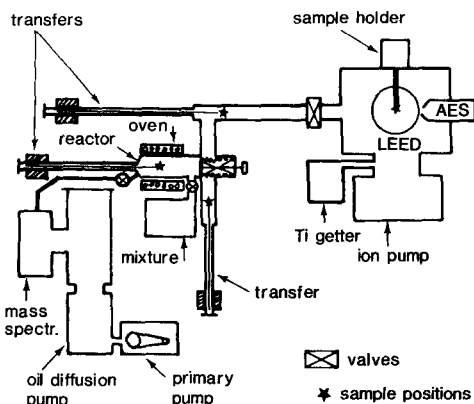 transfers
sample holder
oven
reactor
AES
LEED
Ti getter
ion pump
mixture
transfer
mass
spectr.
oil diffusion
pump
primary
pump
valves
sample positions